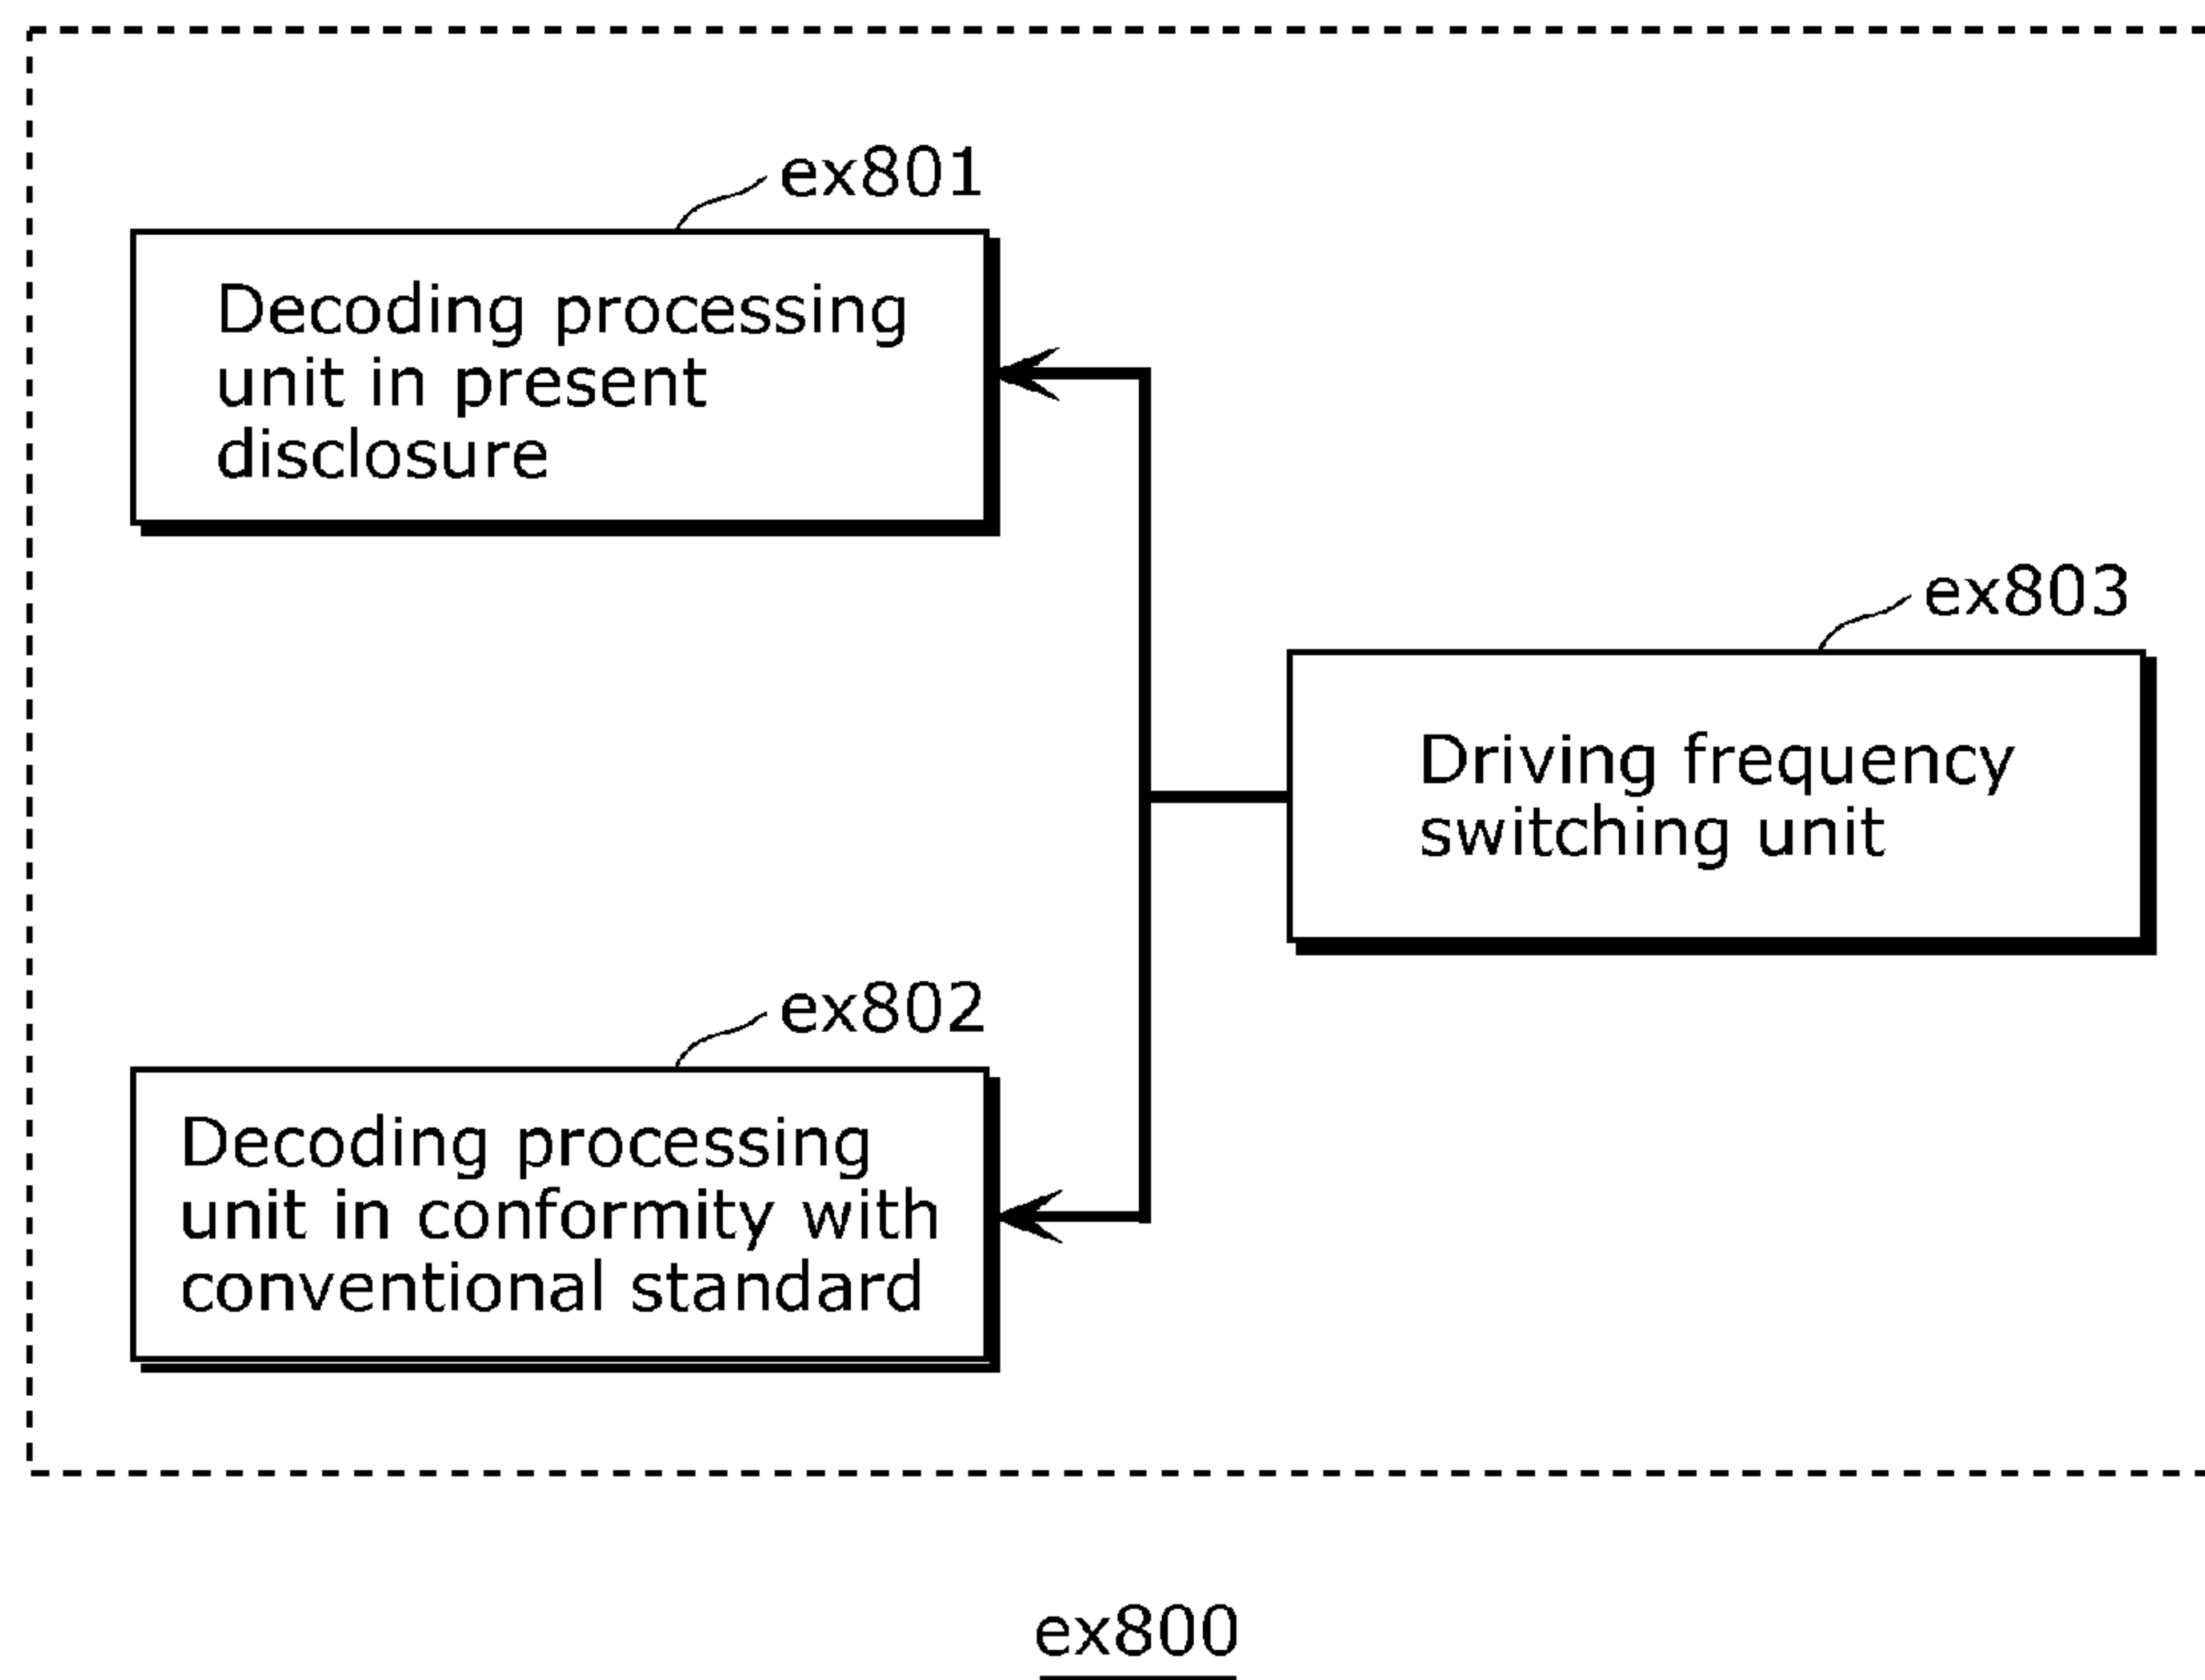 ex801
Decoding processing
unit in present
disclosure
ex803
Driving frequency
switching unit
ex802
Decoding processing
unit in conformity with
conventional standard
ex800